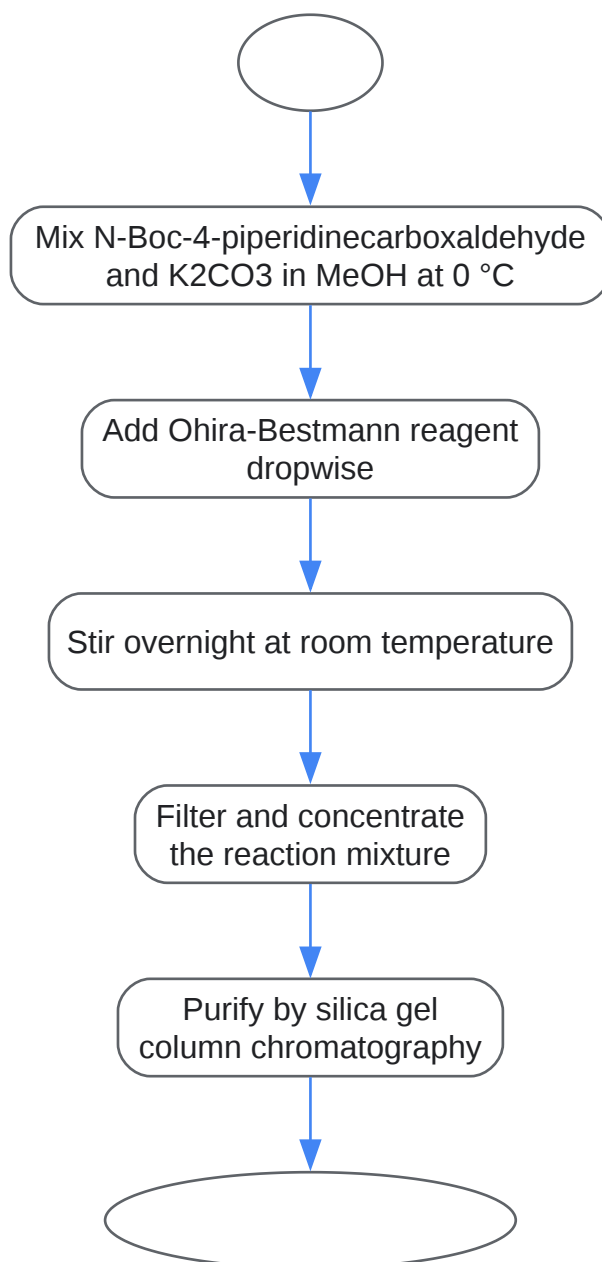 Mix N-Boc-4-piperidinecarboxaldehyde
and K2CO3 in MeOH at 0 °C
Add Ohira-Bestmann reagent
dropwise
Stir overnight at room temperature
Filter and concentrate
the reaction mixture
Purify by silica gel
column chromatography